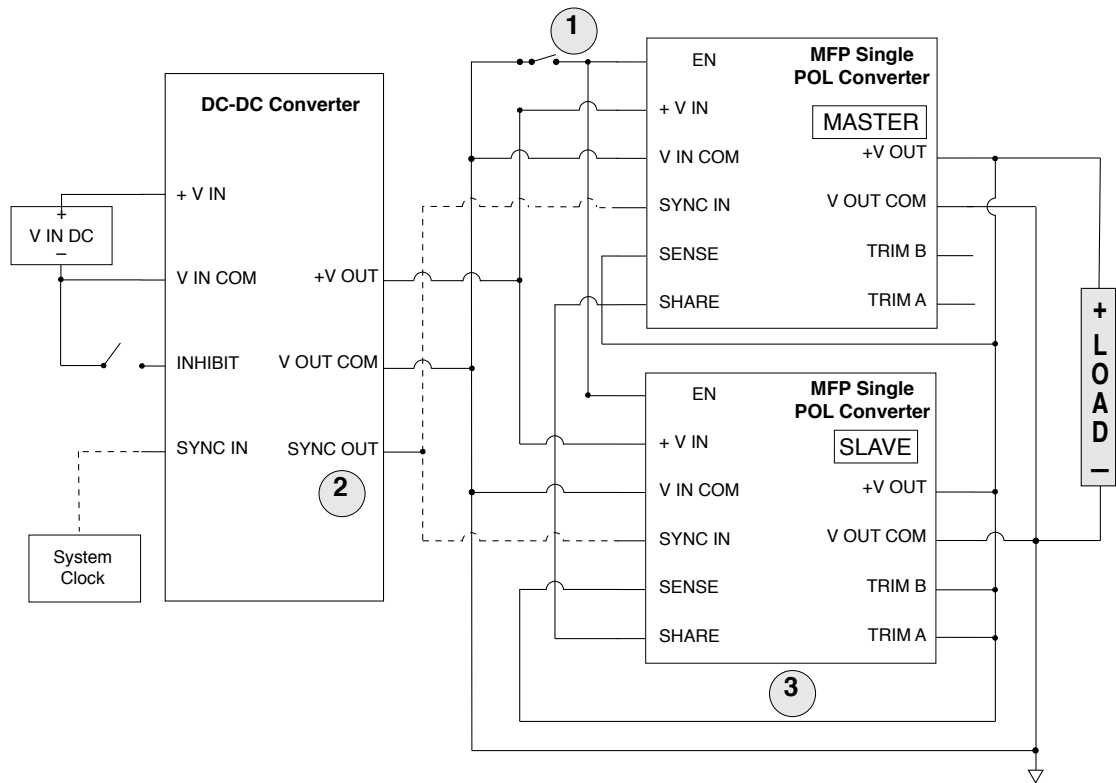 1
DC-DC Converter
+ V IN
V IN COM
INHIBIT
SYNC IN
+V OUT
V OUT COM
SYNC OUT
2
+
V IN DC
–
System
Clock
MFP Single
POL Converter
MASTER
EN
+ V IN
V IN COM
SYNC IN
SENSE
SHARE
+V OUT
V OUT COM
TRIM B
TRIM A
MFP Single
POL Converter
SLAVE
EN
+ V IN
V IN COM
SYNC IN
SENSE
SHARE
+V OUT
V OUT COM
TRIM B
TRIM A
3
+ LOAD –